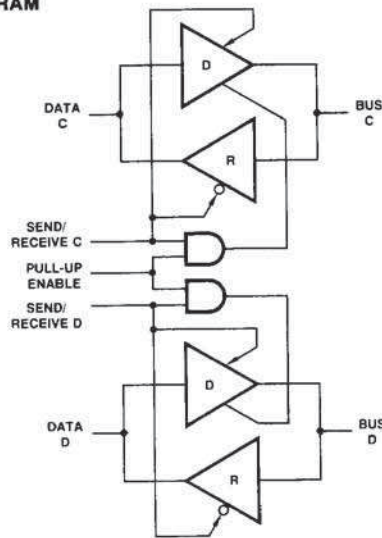 RAM
D
DATA
C
BUS
C
R
SEND/
RECEIVE C
PULL-UP
ENABLE
SEND/
RECEIVE D
D
DATA
D
BUS
D
R